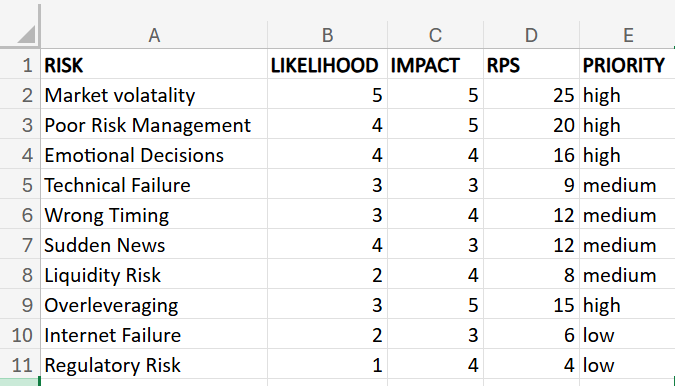 A B C D E
1 RISK LIKELIHOOD IMPACT RPS PRIORITY
2 Market volatality 5 5 25 high
3 Poor Risk Management 4 5 20 high
4 Emotional Decisions 4 4 16 high
5 Technical Failure 3 3 9 medium
6 Wrong Timing 3 4 12 medium
7 Sudden News 4 3 12 medium
8 Liquidity Risk 2 4 8 medium
9 Overleveraging 3 5 15 high
10 Internet Failure 2 3 6 low
11 Regulatory Risk 1 4 4 low